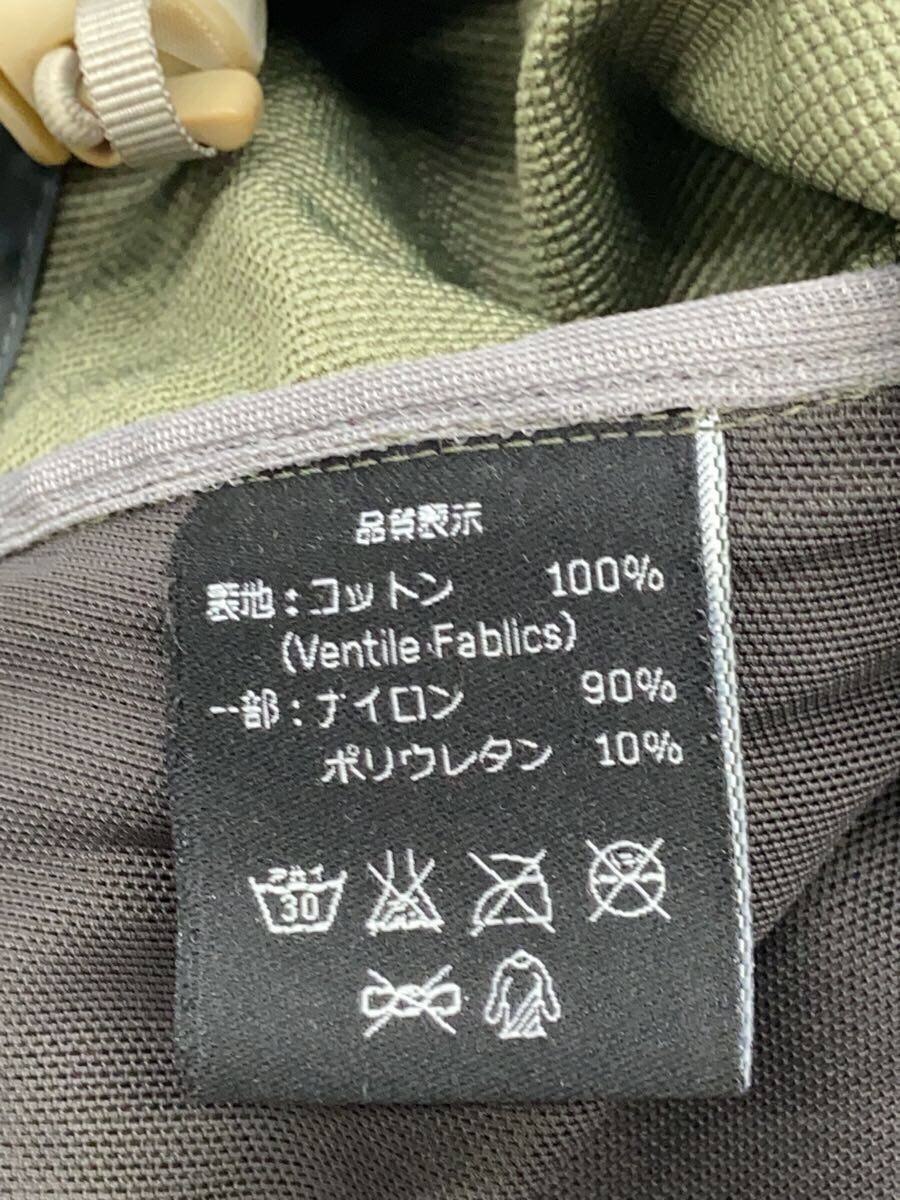 品質表示
表地：コットン 100%
(Ventile Fablics)
一部：ナイロン 90%
ポリウレタン 10%
30